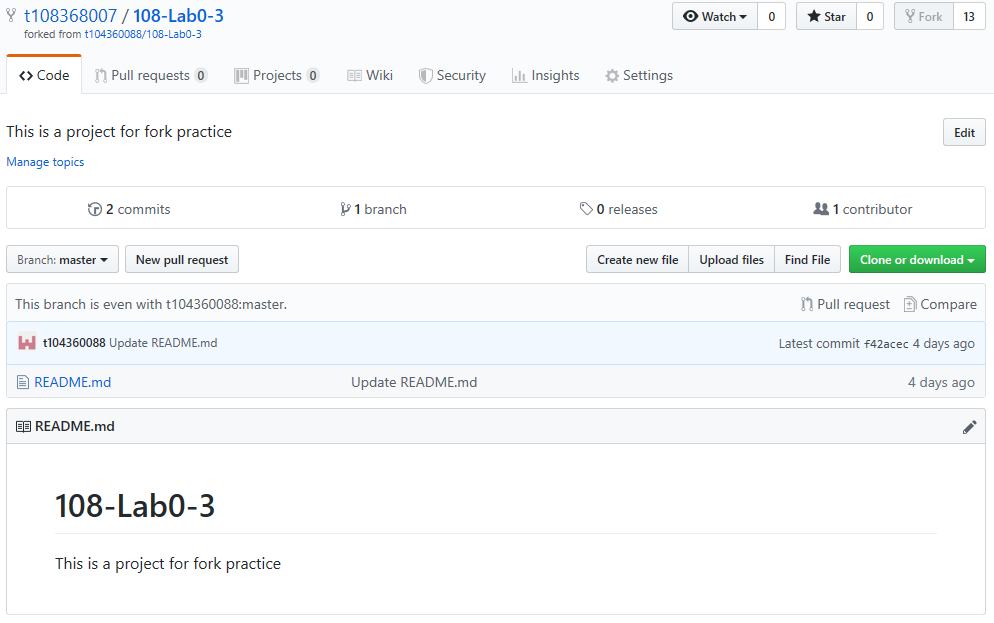 t108368007 / 108-Lab0-3 Watch 0 Star 0 Fork 13
forked from t104360088/108-Lab0-3
Code Pull requests 0 Projects 0 Wiki Security Insights Settings
This is a project for fork practice Edit
Manage topics
2 commits 1 branch 0 releases 1 contributor
Branch: master New pull request Create new file Upload files Find File Clone or download
This branch is even with t104360088:master. Pull request Compare
t104360088 Update README.md Latest commit f42acec 4 days ago
README.md Update README.md 4 days ago
README.md
108-Lab0-3
This is a project for fork practice